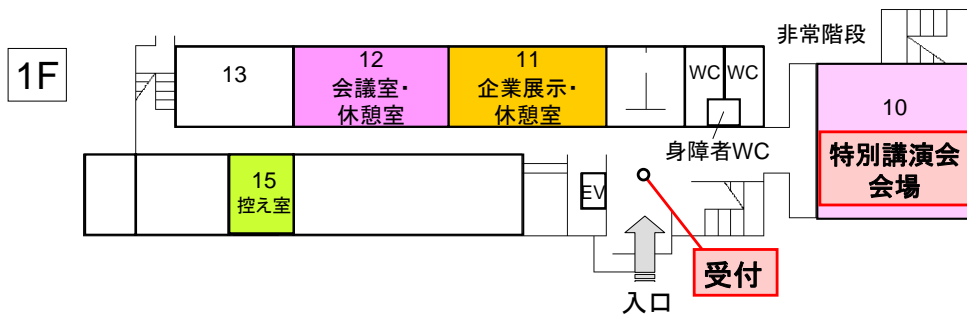 1F
13
12
会議室・
休憩室
11
企業展示・
休憩室
WC
WC
非常階段
身障者WC
10
特別講演会
会場
15
控え室
EV
受付
入口